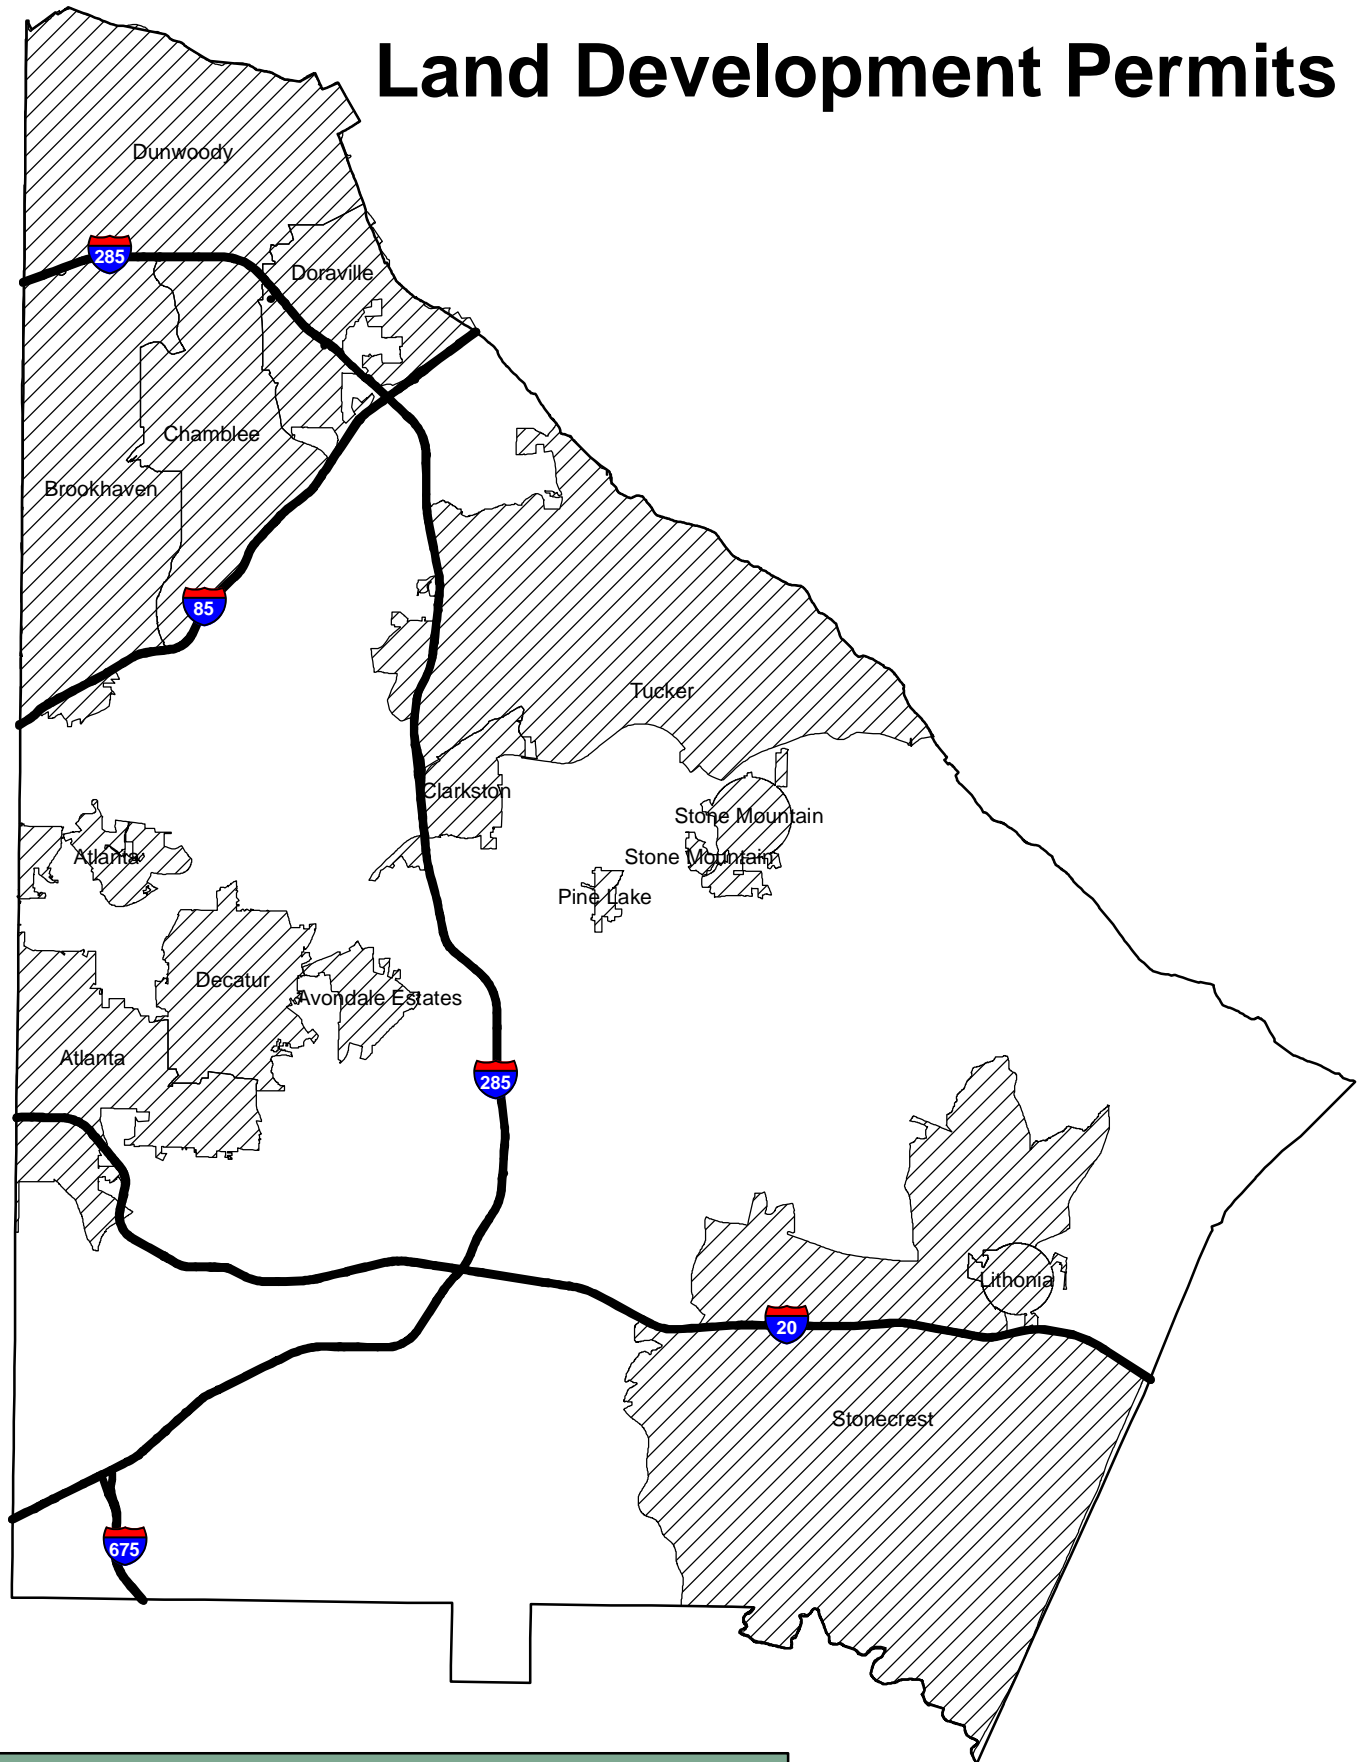 Land Development Permits
Dunwoody
285
Doraville
Chamblee
Brookhaven
85
Tucker
Clarkston
Stone Mountain
Atlanta
Stone Mountain
Pine Lake
Decatur
Avondale Estates
Atlanta
285
Lithonia
20
Stonecrest
675